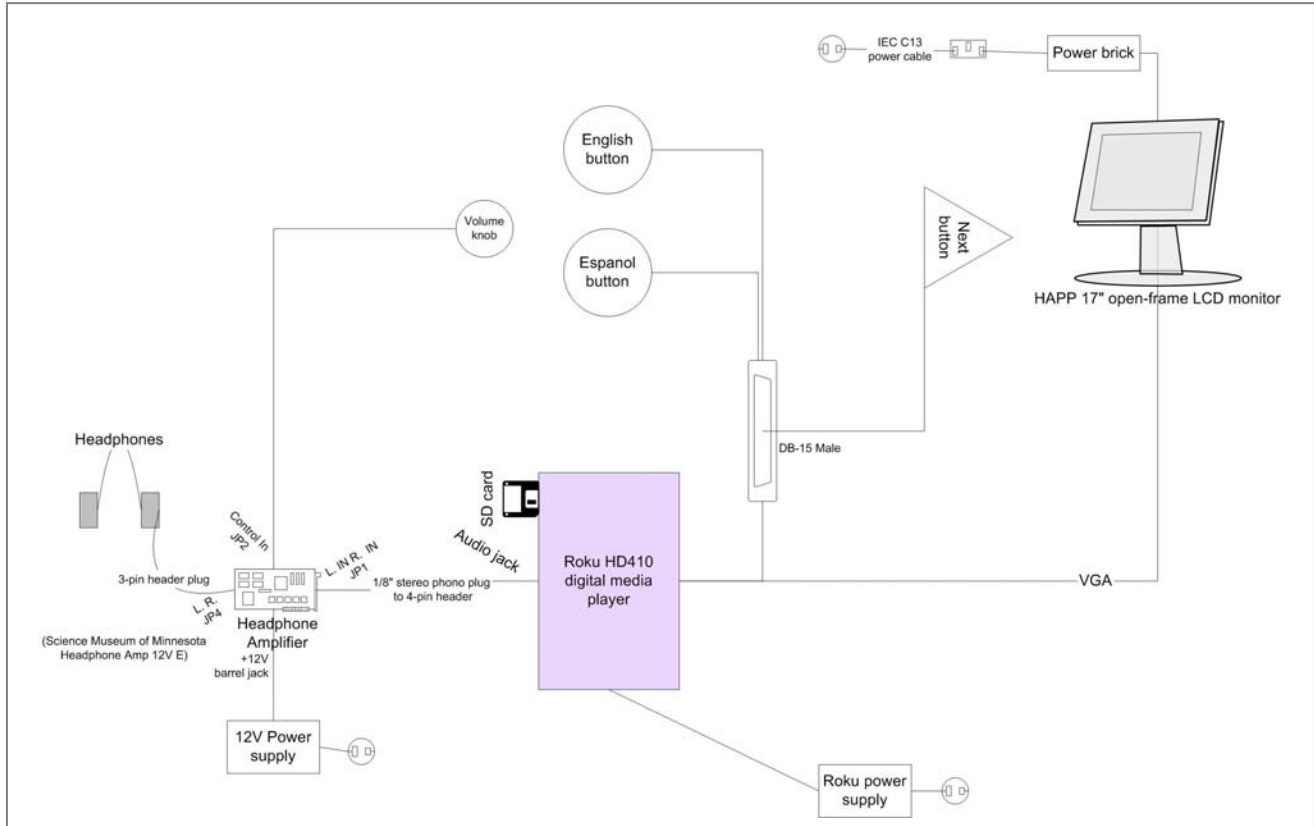 IEC C13
power cable
Power brick
English
button
Volume
knob
Espanol
button
Next
button
HAPP 17" open-frame LCD monitor
DB-15 Male
Headphones
SD card
Control In
JP2
Audio jack
L. IN R. IN
JP1
3-pin header plug
1/8" stereo phono plug
to 4-pin header
Roku HD410
digital media
player
VGA
L. R.
JP4
Headphone
Amplifier
(Science Museum of Minnesota
Headphone Amp 12V E)
+12V
barrel jack
12V Power
supply
Roku power
supply